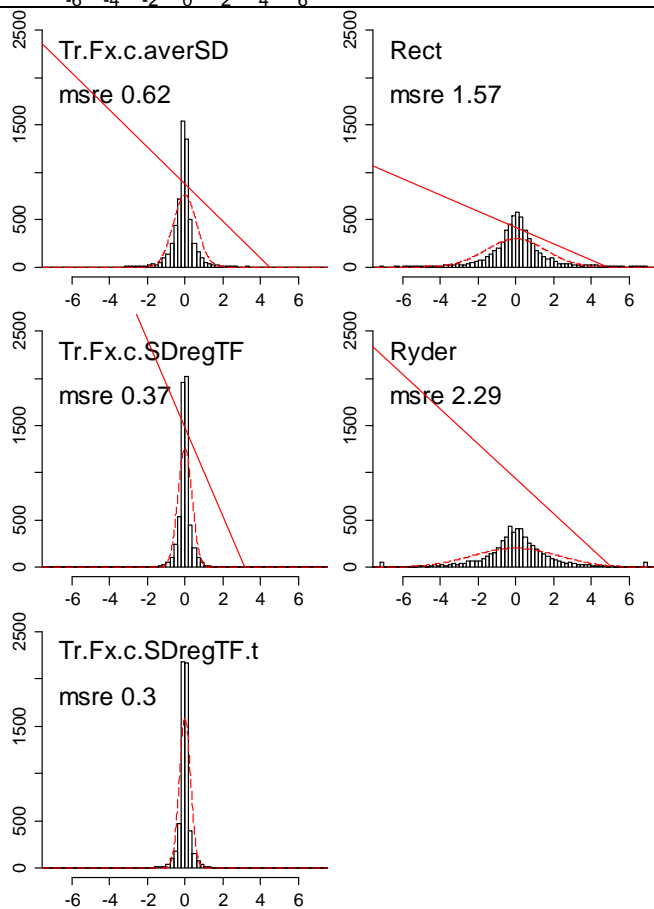 -6 -4 -2 0 2 4 6
Tr.Fx.c.averSD
msre 0.62
0 500 1500 2500
-6 -4 -2 0 2 4 6
Rect
msre 1.57
0 500 1500 2500
-6 -4 -2 0 2 4 6
Tr.Fx.c.SDregTF
msre 0.37
0 500 1500 2500
-6 -4 -2 0 2 4 6
Ryder
msre 2.29
0 500 1500 2500
-6 -4 -2 0 2 4 6
Tr.Fx.c.SDregTF.t
msre 0.3
0 500 1500 2500
-6 -4 -2 0 2 4 6